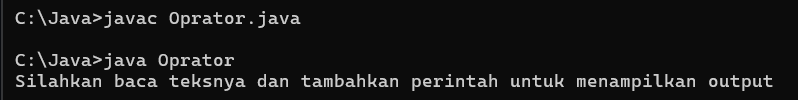 C:\Java>javac Oprator.java
C:\Java>java Oprator
Silahkan baca teksnya dan tambahkan perintah untuk menampilkan output